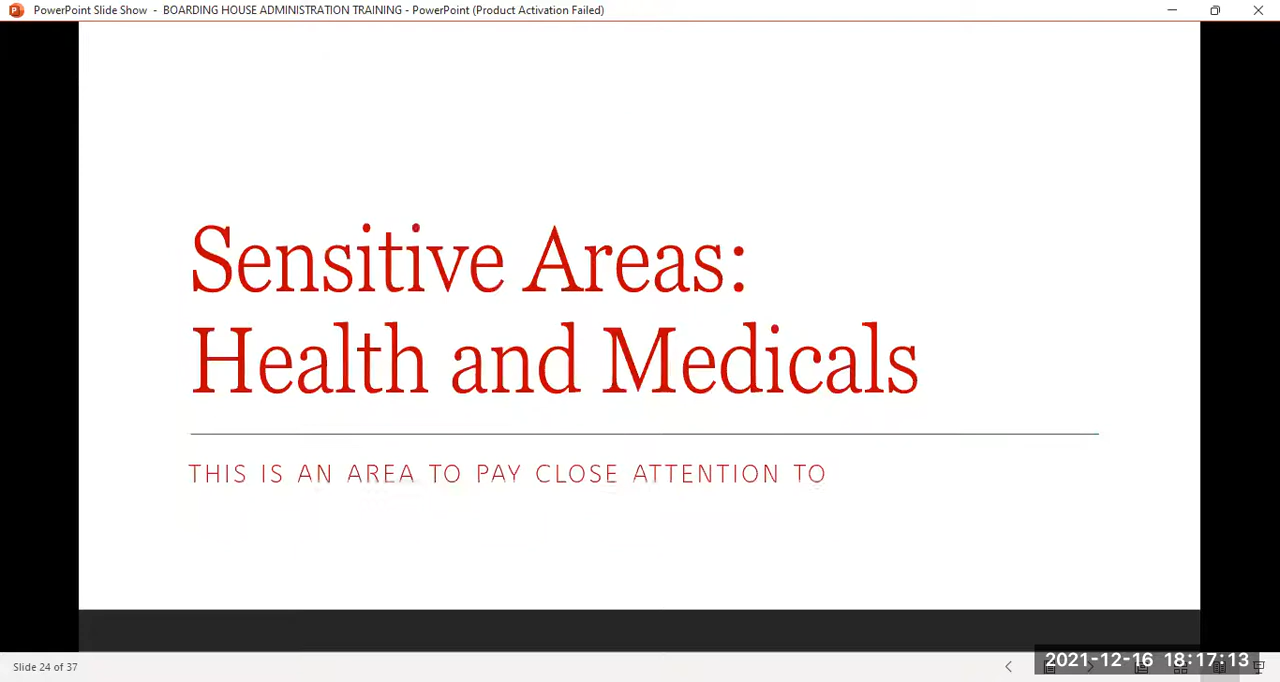 PowerPoint Slide Show - BOARDING HOUSE ADMINISTRATION TRAINING - PowerPoint (Product Activation Failed)
Sensitive Areas:
Health and Medicals
THIS IS AN AREA TO PAY CLOSE ATTENTION TO
Slide 24 of 37
2021-12-16 18:17:13